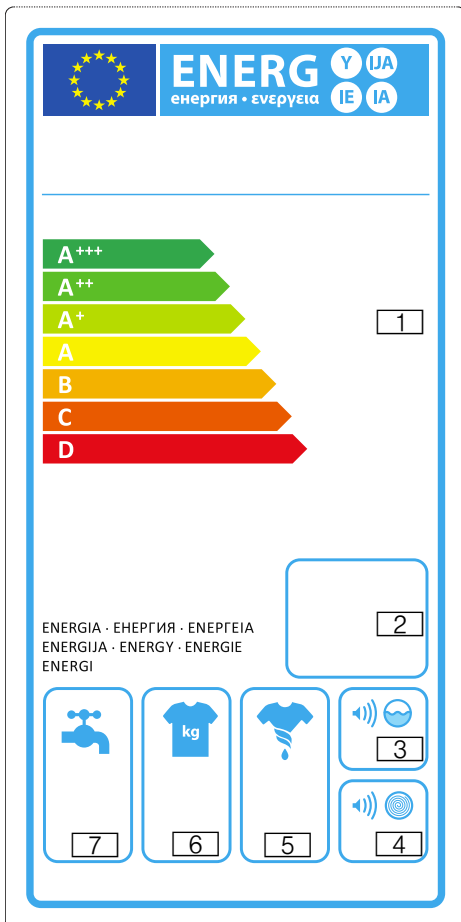 ENERG Y IJA
енергия · ενεργεια IE IA
A+++
A++
A+
1
A
B
C
D
2
ENERGIA · ЕНЕРГИЯ · ΕΝΕΡΓΕΙΑ
ENERGIJA · ENERGY · ENERGIE
ENERGI
kg
3
7
6
5
4